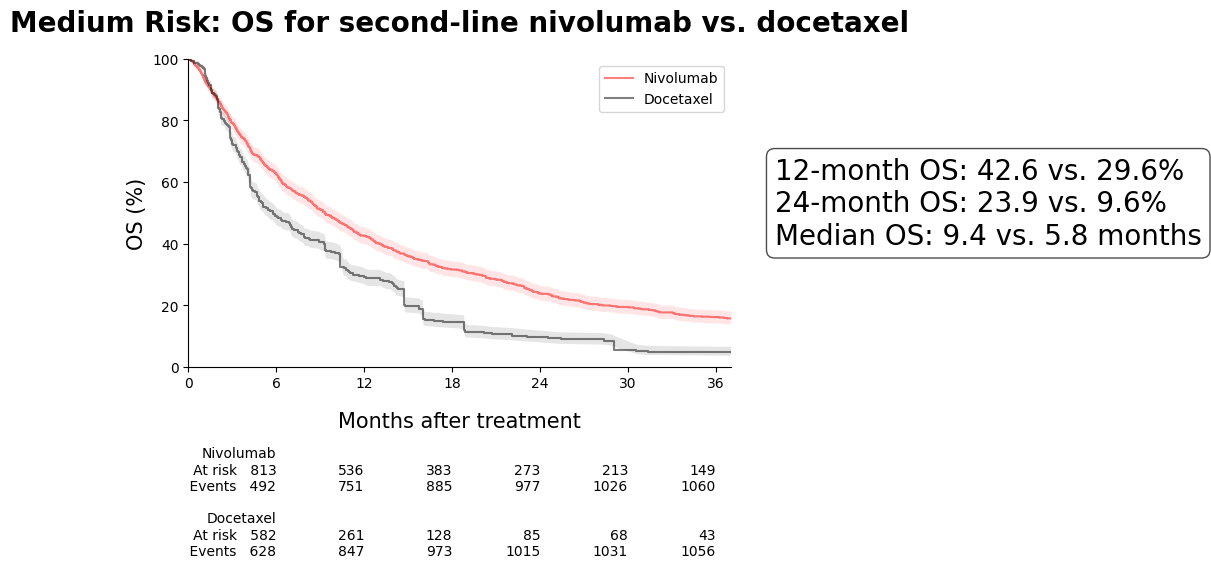 Medium Risk: OS for second-line nivolumab vs. docetaxel
100
80
60
40
20
0
OS (%)
Nivolumab
Docetaxel
12-month OS: 42.6 vs. 29.6%
24-month OS: 23.9 vs. 9.6%
Median OS: 9.4 vs. 5.8 months
0 6 12 18 24 30 36
Months after treatment
Nivolumab
At risk 813 536 383 273 213 149
Events 492 751 885 977 1026 1060
Docetaxel
At risk 582 261 128 85 68 43
Events 628 847 973 1015 1031 1056